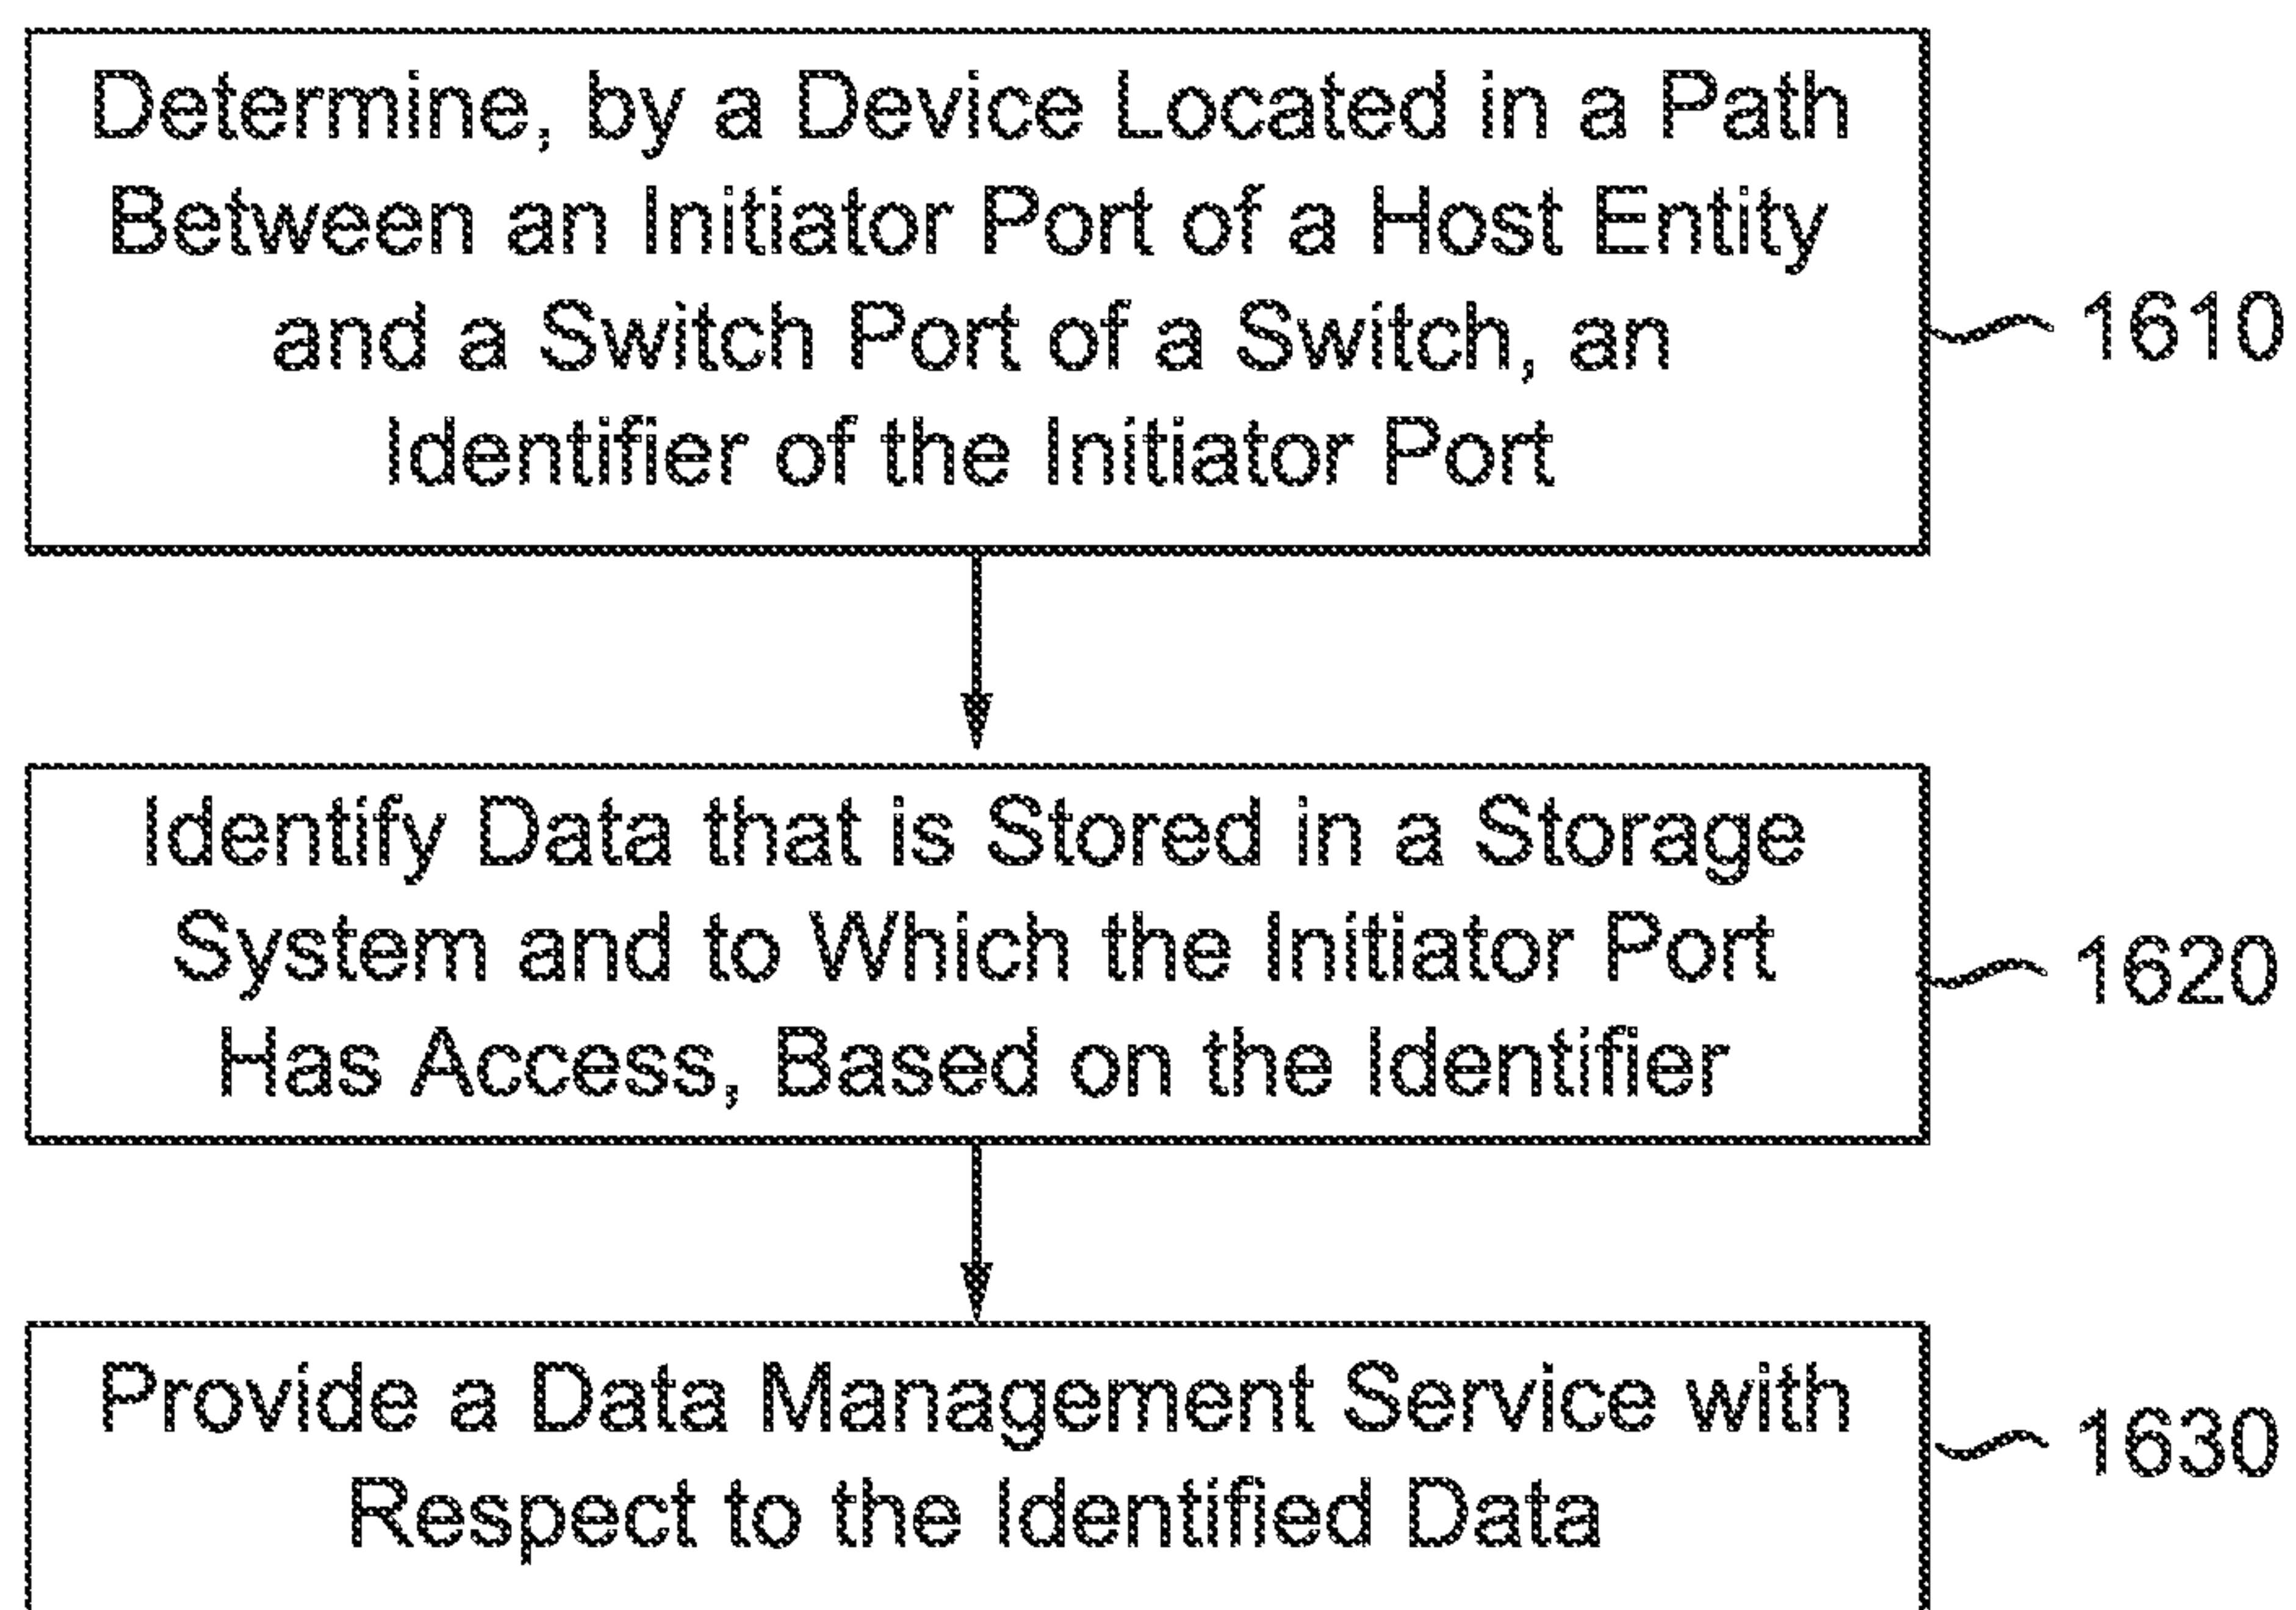 Determine, by a Device Located in a Path
Between an Initiator Port of a Host Entity
and a Switch Port of a Switch, an
Identifier of the Initiator Port
1610
Identify Data that is Stored in a Storage
System and to Which the Initiator Port
Has Access, Based on the Identifier
1620
Provide a Data Management Service with
Respect to the Identified Data
1630